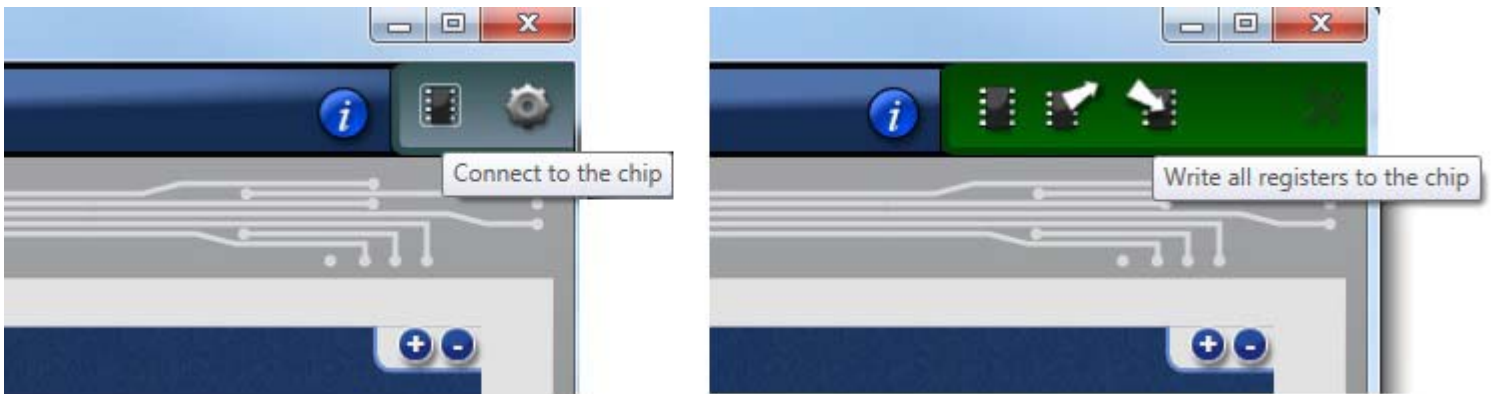 i
i
Connect to the chip
Write all registers to the chip